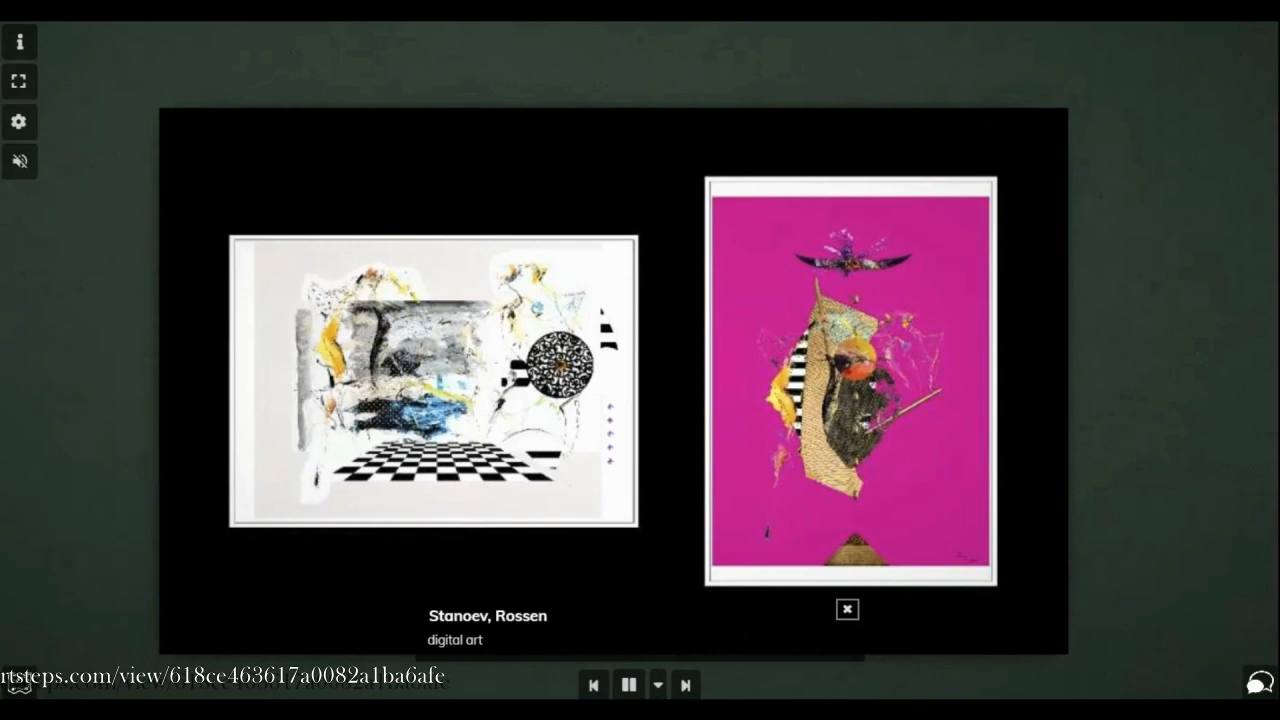 Stanoev, Rossen
digital art
rtsteps.com/view/618ce463617a0082a1ba6afe